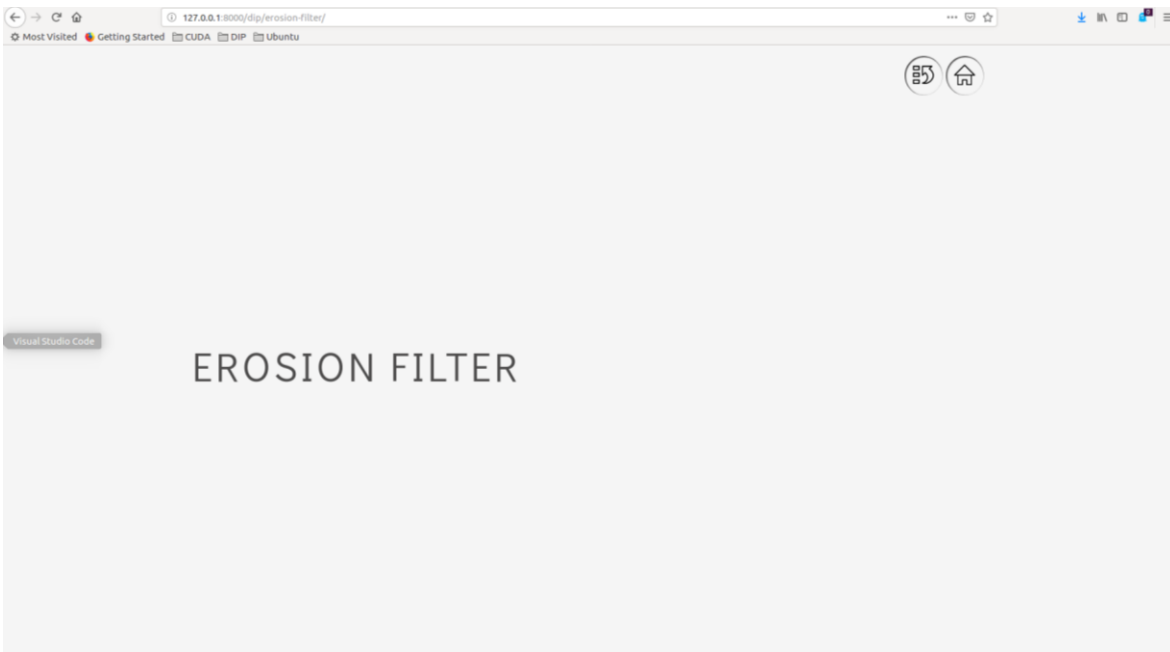 127.0.0.1:8000/dip/erosion-filter/
Most Visited Getting Started CUDA DIP Ubuntu
Visual Studio Code
EROSION FILTER